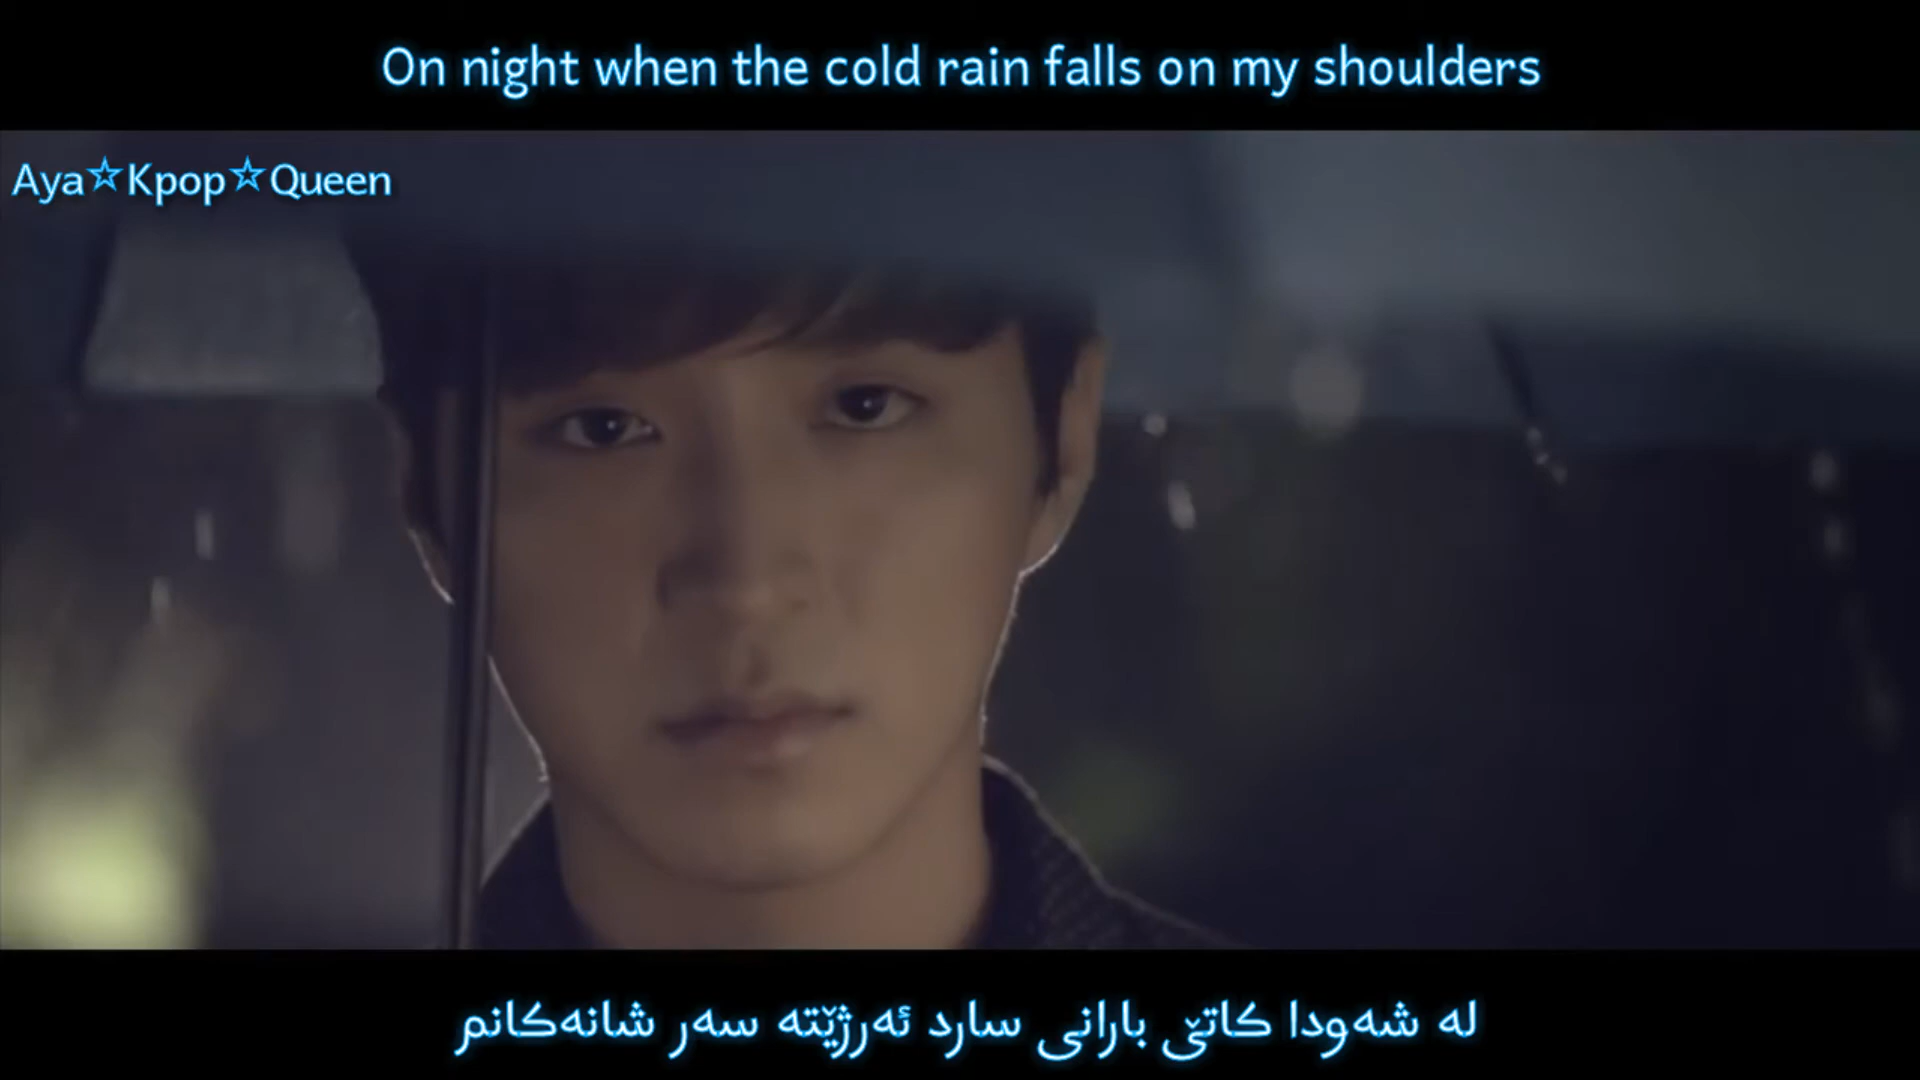 On night when the cold rain falls on my shoulders
Aya☆Kpop☆Queen
لە شەودا کاتێ بارانی سارد ئەرژێتە سەر شانەکانم